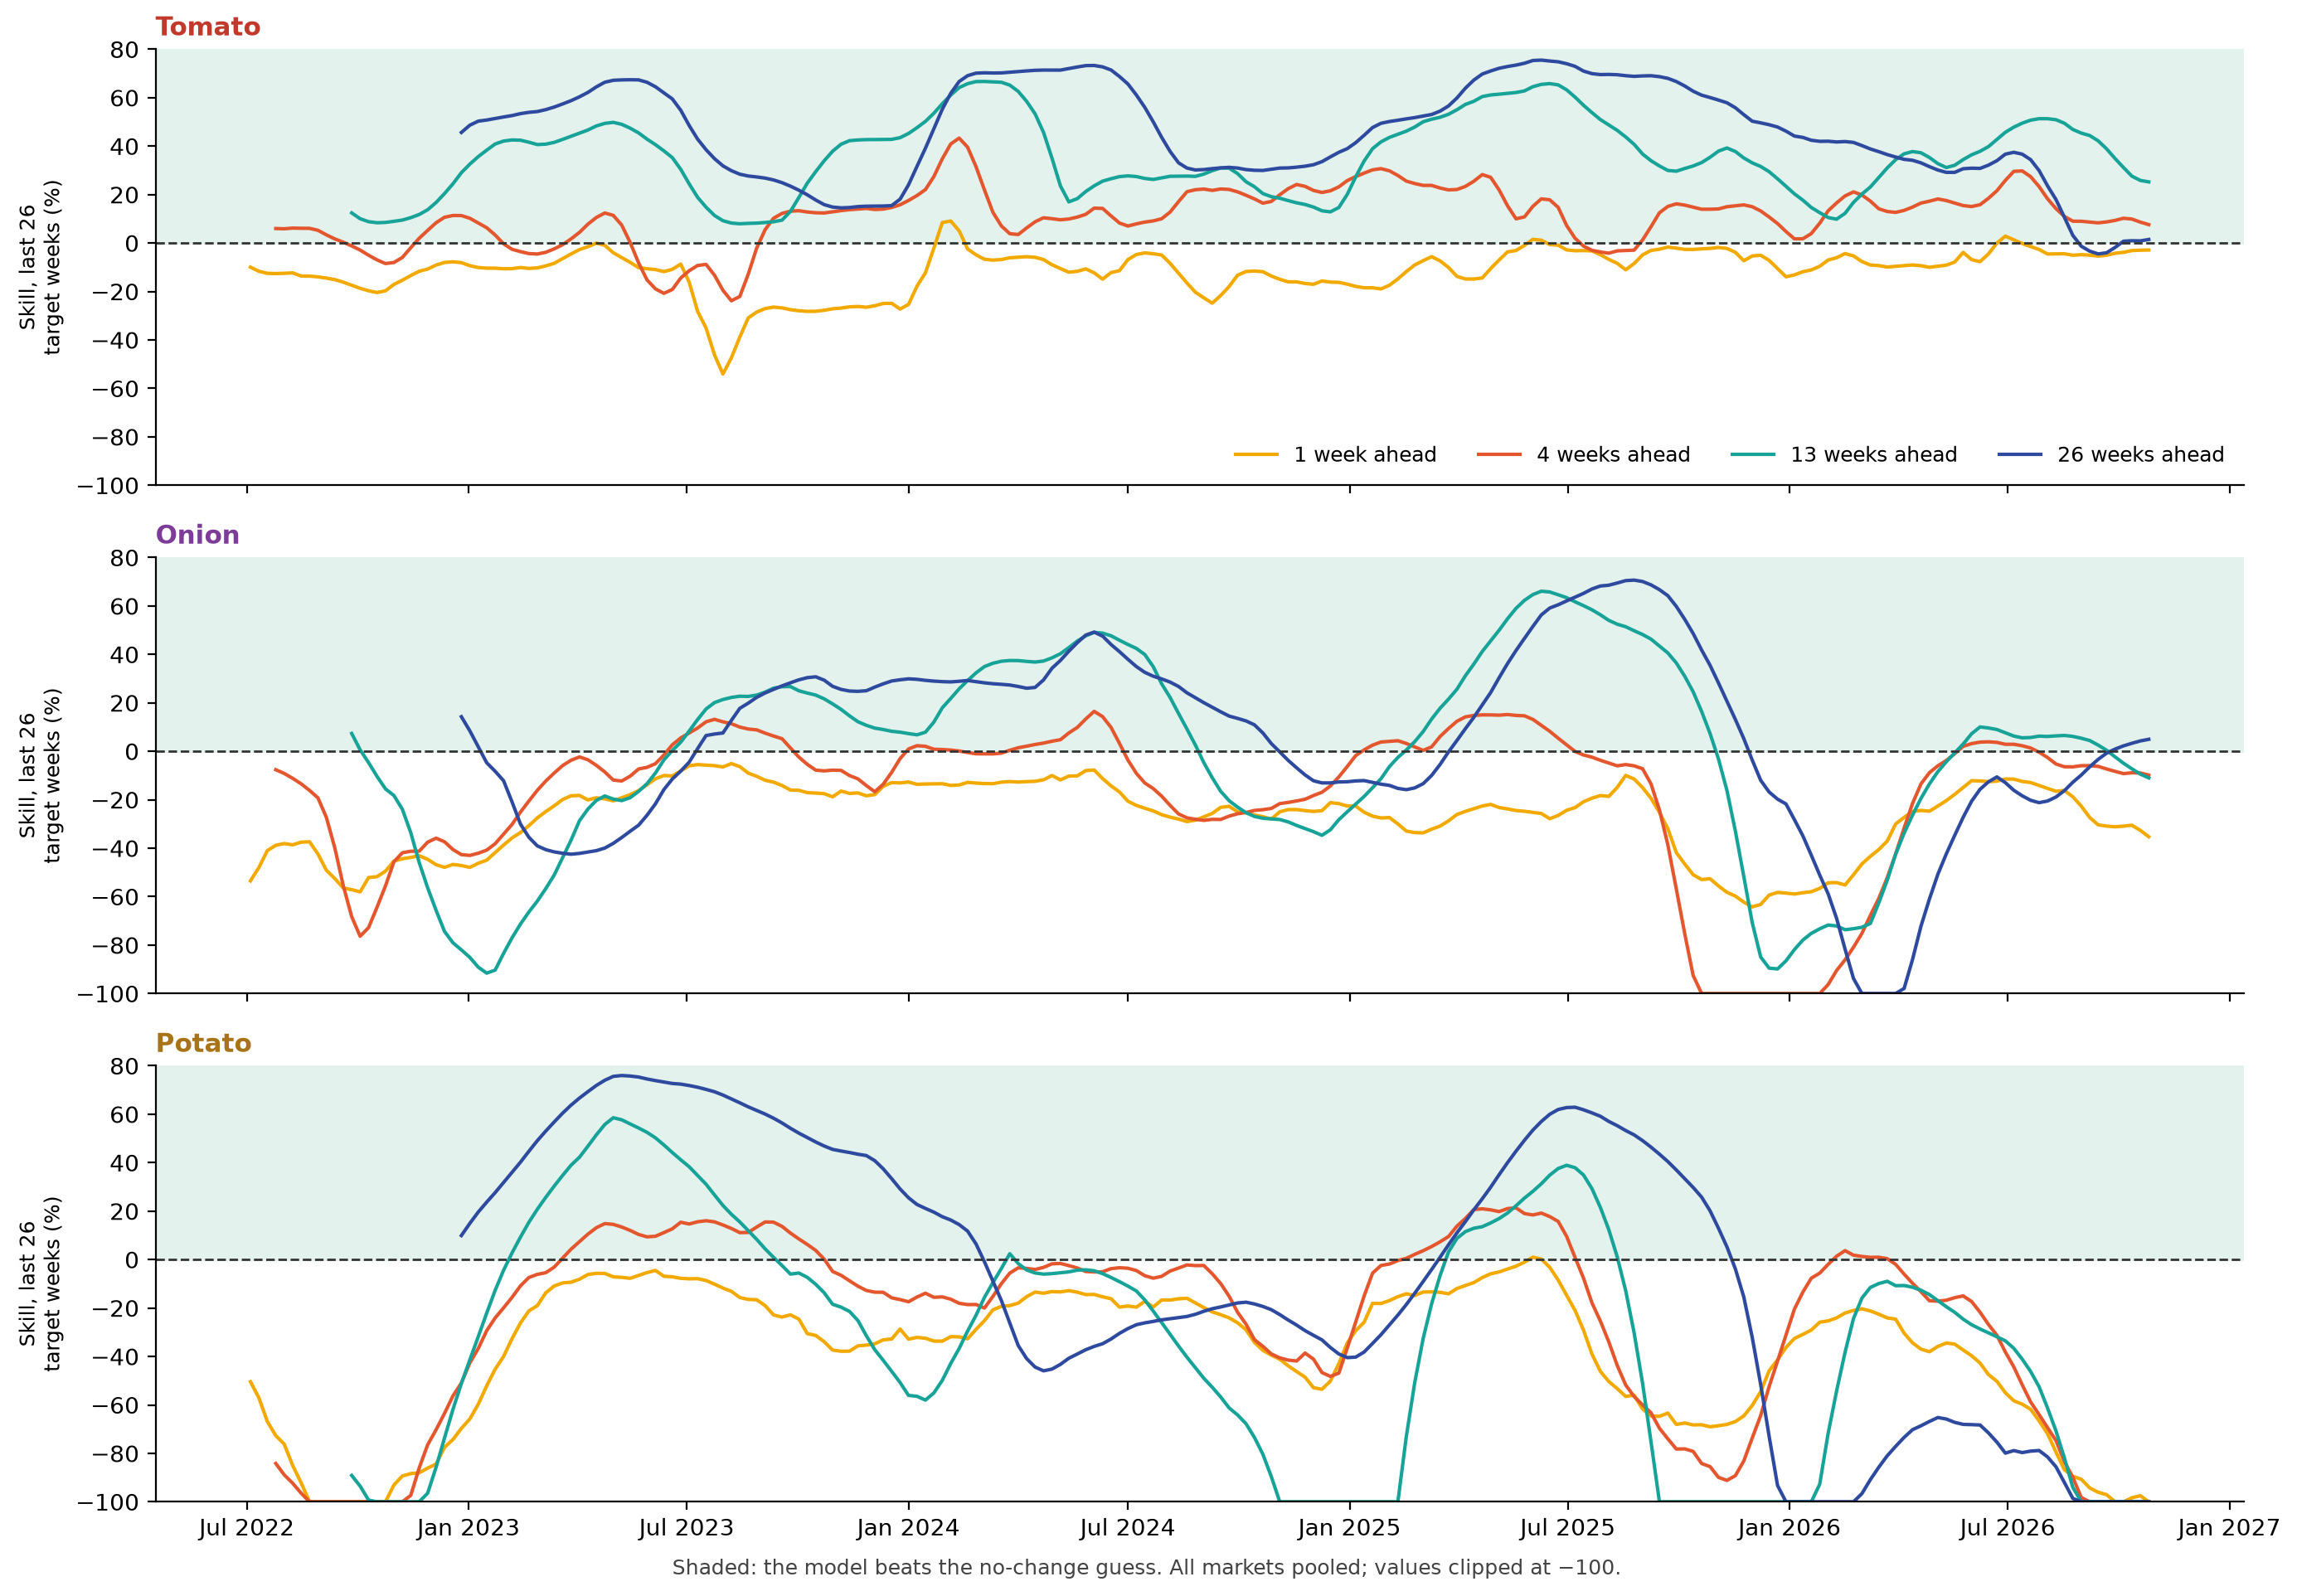 Tomato
80
60
40
20
0
−20
−40
−60
−80
−100
Skill, last 26
target weeks (%)
1 week ahead 4 weeks ahead 13 weeks ahead 26 weeks ahead
Onion
80
60
40
20
0
−20
−40
−60
−80
−100
Skill, last 26
target weeks (%)
Potato
80
60
40
20
0
−20
−40
−60
−80
−100
Skill, last 26
target weeks (%)
Jul 2022 Jan 2023 Jul 2023 Jan 2024 Jul 2024 Jan 2025 Jul 2025 Jan 2026 Jul 2026 Jan 2027
Shaded: the model beats the no-change guess. All markets pooled; values clipped at −100.